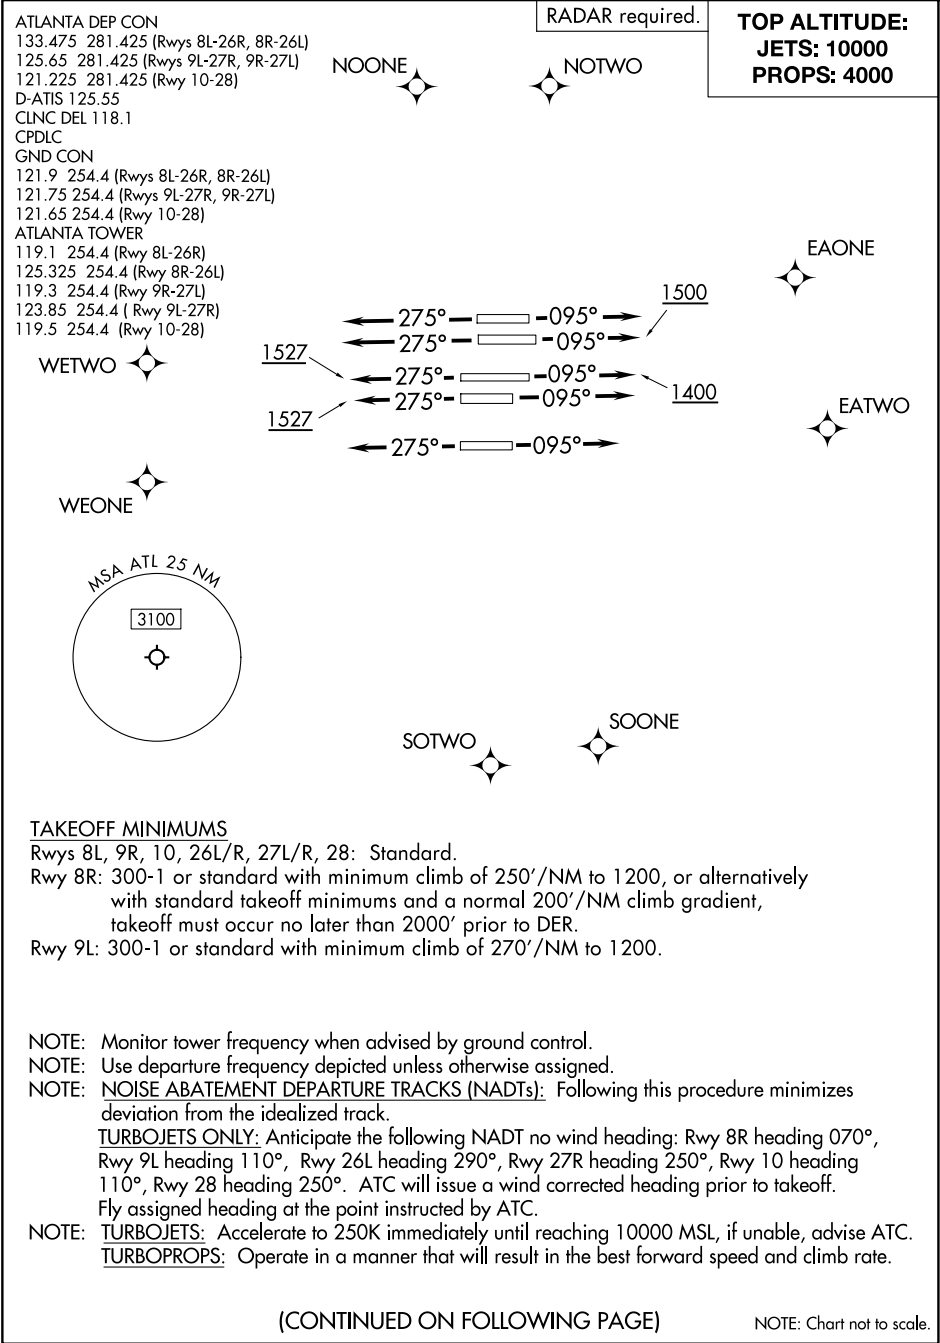 ATLANTA DEP CON
133.475 281.425 (Rwys 8L-26R, 8R-26L)
125.65 281.425 (Rwys 9L-27R, 9R-27L)
121.225 281.425 (Rwy 10-28)
D-ATIS 125.55
CLNC DEL 118.1
CPDLC
GND CON
121.9 254.4 (Rwys 8L-26R, 8R-26L)
121.75 254.4 (Rwys 9L-27R, 9R-27L)
121.65 254.4 (Rwy 10-28)
ATLANTA TOWER
119.1 254.4 (Rwy 8L-26R)
125.325 254.4 (Rwy 8R-26L)
119.3 254.4 (Rwy 9R-27L)
123.85 254.4 ( Rwy 9L-27R)
119.5 254.4 (Rwy 10-28)
RADAR required.
TOP ALTITUDE:
JETS: 10000
PROPS: 4000
NOONE
NOTWO
EAONE
1500
275° 095°
275° 095°
1527
WETWO
275° 095°
1400
275° 095°
EATWO
1527
275° 095°
WEONE
MSA ATL 25 NM
3100
SOONE
SOTWO
TAKEOFF MINIMUMS
Rwys 8L, 9R, 10, 26L/R, 27L/R, 28: Standard.
Rwy 8R: 300-1 or standard with minimum climb of 250'/NM to 1200, or alternatively
with standard takeoff minimums and a normal 200'/NM climb gradient,
takeoff must occur no later than 2000' prior to DER.
Rwy 9L: 300-1 or standard with minimum climb of 270'/NM to 1200.
NOTE: Monitor tower frequency when advised by ground control.
NOTE: Use departure frequency depicted unless otherwise assigned.
NOTE: NOISE ABATEMENT DEPARTURE TRACKS (NADTs): Following this procedure minimizes
deviation from the idealized track.
TURBOJETS ONLY: Anticipate the following NADT no wind heading: Rwy 8R heading 070°,
Rwy 9L heading 110°, Rwy 26L heading 290°, Rwy 27R heading 250°, Rwy 10 heading
110°, Rwy 28 heading 250°. ATC will issue a wind corrected heading prior to takeoff.
Fly assigned heading at the point instructed by ATC.
NOTE: TURBOJETS: Accelerate to 250K immediately until reaching 10000 MSL, if unable, advise ATC.
TURBOPROPS: Operate in a manner that will result in the best forward speed and climb rate.
(CONTINUED ON FOLLOWING PAGE)
NOTE: Chart not to scale.